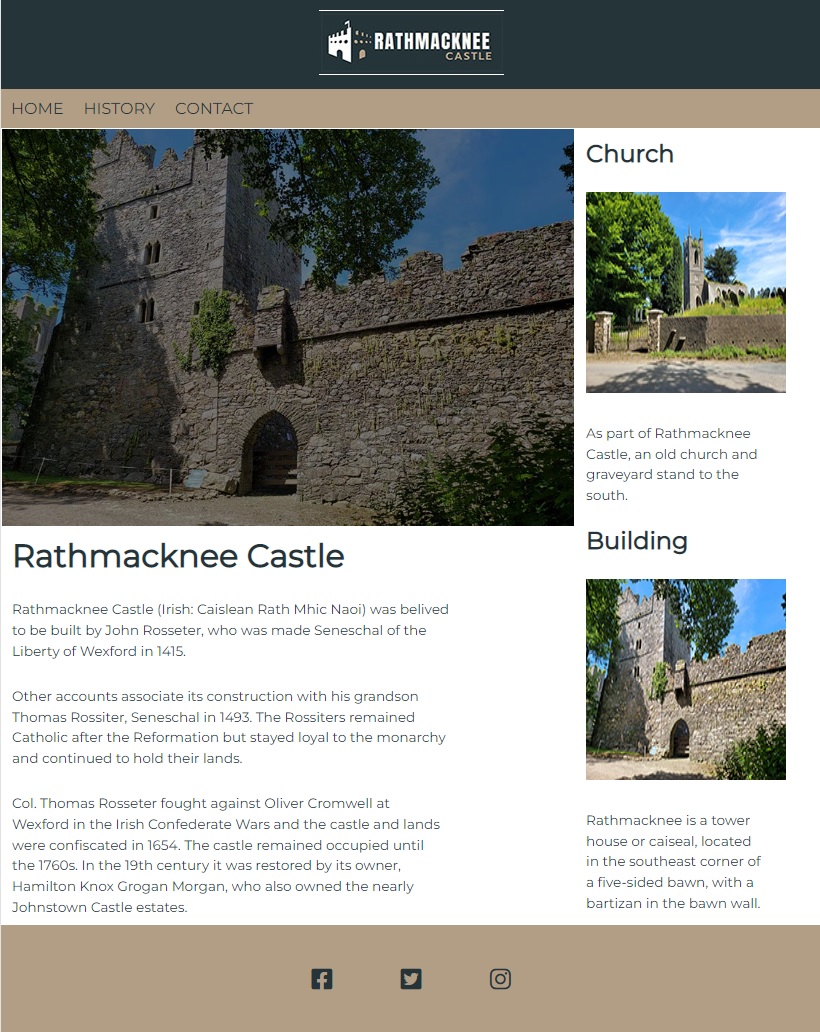 RATHMACKNEE
CASTLE
HOME HISTORY CONTACT
Rathmacknee Castle
Rathmacknee Castle (Irish: Caislean Rath Mhic Naoi) was belived
to be built by John Rosseter, who was made Seneschal of the
Liberty of Wexford in 1415.
Other accounts associate its construction with his grandson
Thomas Rossiter, Seneschal in 1493. The Rossiters remained
Catholic after the Reformation but stayed loyal to the monarchy
and continued to hold their lands.
Col. Thomas Rosseter fought against Oliver Cromwell at
Wexford in the Irish Confederate Wars and the castle and lands
were confiscated in 1654. The castle remained occupied until
the 1760s. In the 19th century it was restored by its owner,
Hamilton Knox Grogan Morgan, who also owned the nearly
Johnstown Castle estates.
Church
As part of Rathmacknee
Castle, an old church and
graveyard stand to the
south.
Building
Rathmacknee is a tower
house or caiseal, located
in the southeast corner of
a five-sided bawn, with a
bartizan in the bawn wall.